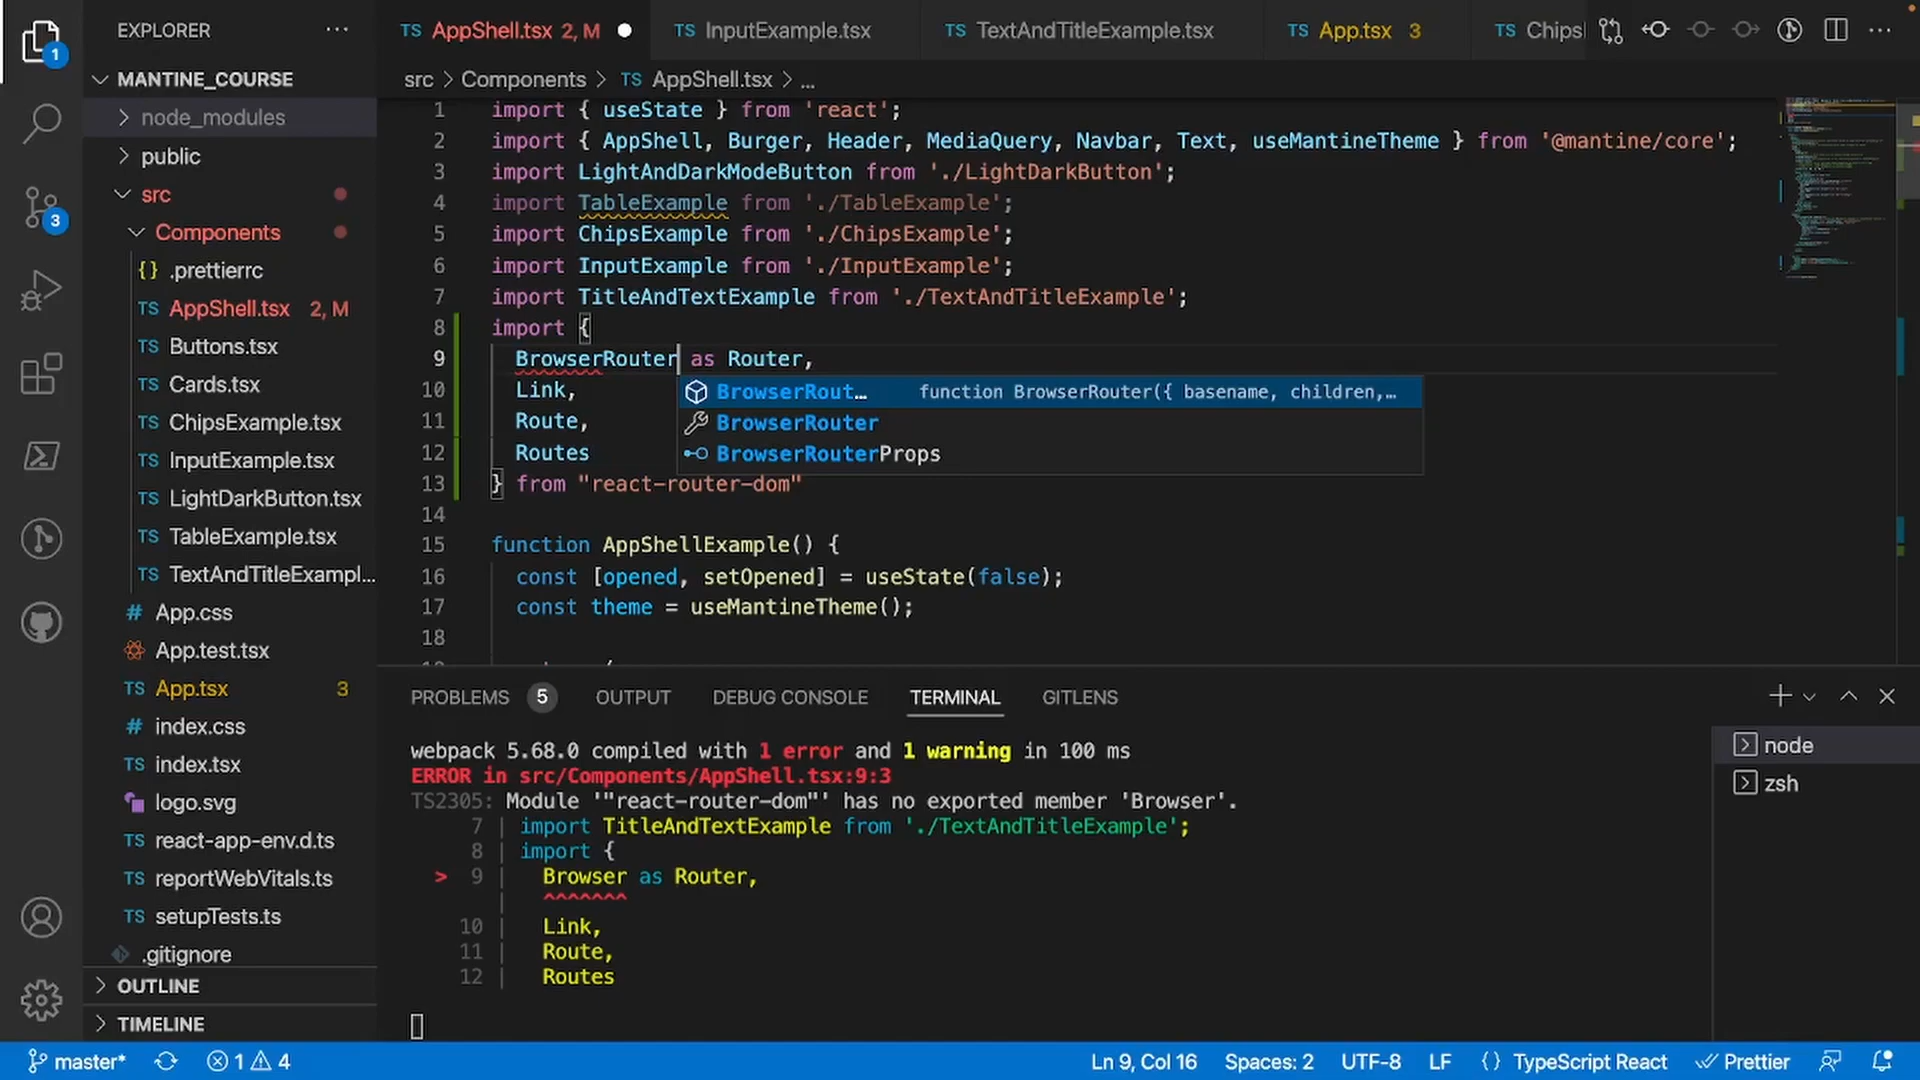 EXPLORER
MANTINE_COURSE
node_modules
public
src
Components
{} .prettierrc
TS AppShell.tsx 2, M
TS Buttons.tsx
TS Cards.tsx
TS ChipsExample.tsx
TS InputExample.tsx
TS LightDarkButton.tsx
TS TableExample.tsx
TS TextAndTitleExampl...
# App.css
App.test.tsx
TS App.tsx 3
# index.css
TS index.tsx
logo.svg
TS react-app-env.d.ts
TS reportWebVitals.ts
TS setupTests.ts
.gitignore
OUTLINE
TIMELINE
1
3
TS AppShell.tsx 2, M
TS InputExample.tsx
TS TextAndTitleExample.tsx
TS App.tsx 3
TS Chips
src > Components > TS AppShell.tsx > ...
1 import { useState } from 'react';
2 import { AppShell, Burger, Header, MediaQuery, Navbar, Text, useMantineTheme } from '@mantine/core';
3 import LightAndDarkModeButton from './LightDarkButton';
4 import TableExample from './TableExample';
5 import ChipsExample from './ChipsExample';
6 import InputExample from './InputExample';
7 import TitleAndTextExample from './TextAndTitleExample';
8 import {
9 BrowserRouter as Router,
10 Link,
11 Route,
12 Routes
13 } from "react-router-dom"
14
15 function AppShellExample() {
16 const [opened, setOpened] = useState(false);
17 const theme = useMantineTheme();
18
BrowserRout… function BrowserRouter({ basename, children,…
BrowserRouter
BrowserRouterProps
PROBLEMS 5 OUTPUT DEBUG CONSOLE TERMINAL GITLENS
webpack 5.68.0 compiled with 1 error and 1 warning in 100 ms
ERROR in src/Components/AppShell.tsx:9:3
TS2305: Module '"react-router-dom"' has no exported member 'Browser'.
7 | import TitleAndTextExample from './TextAndTitleExample';
8 | import {
> 9 | Browser as Router,
| ^^^^^^^
10 | Link,
11 | Route,
12 | Routes
node
zsh
master* 1 4
Ln 9, Col 16 Spaces: 2 UTF-8 LF {} TypeScript React Prettier